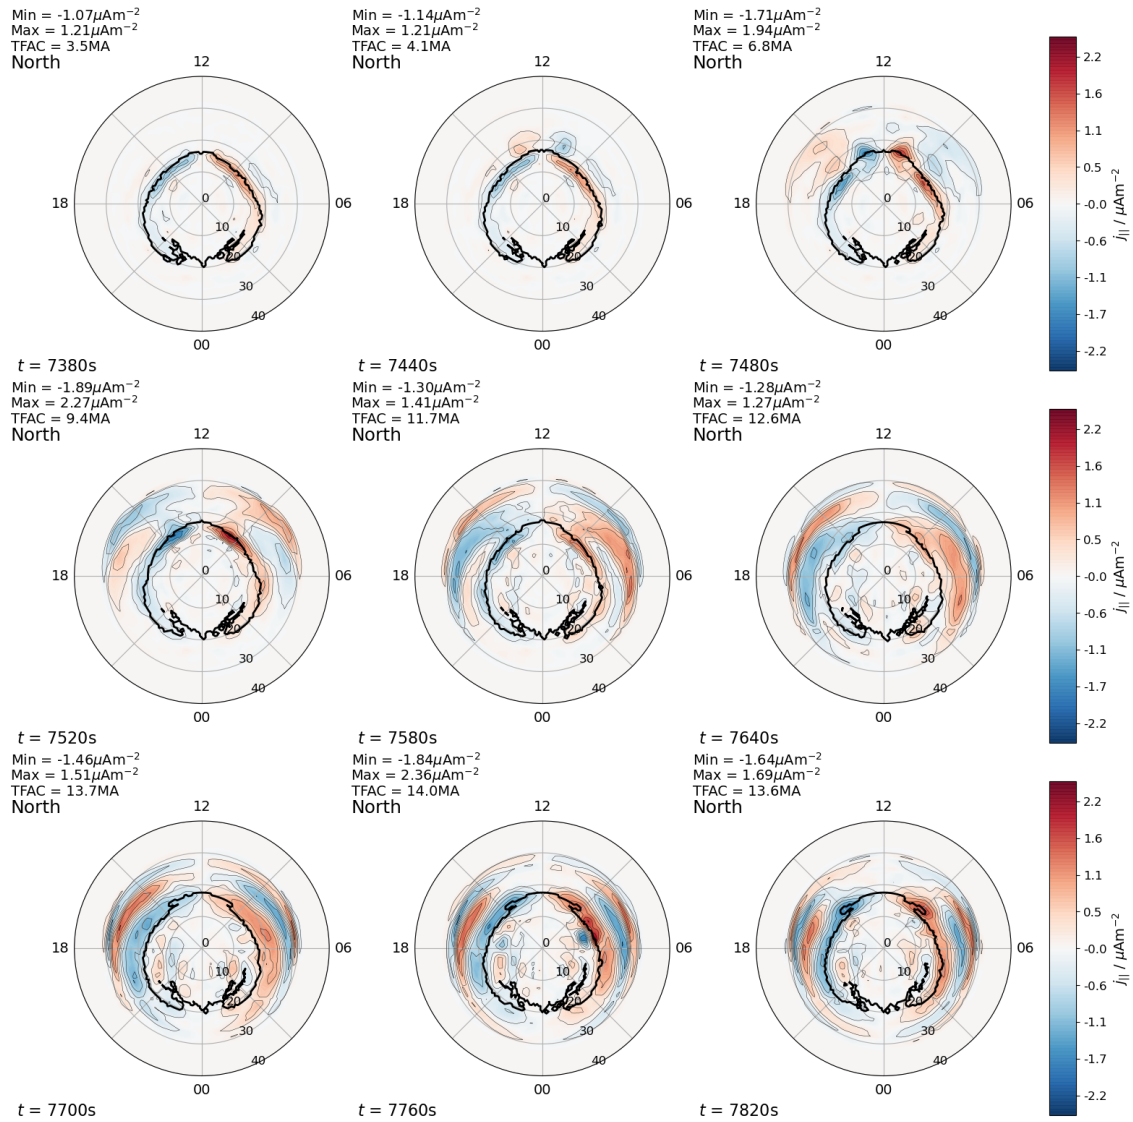 Min = -1.07μAm⁻²
Max = 1.21μAm⁻²
TFAC = 3.5MA
North
12
18
06
0
10
20
30
40
00
t = 7380s
Min = -1.14μAm⁻²
Max = 1.21μAm⁻²
TFAC = 4.1MA
North
12
18
06
0
10
20
30
40
00
t = 7440s
Min = -1.71μAm⁻²
Max = 1.94μAm⁻²
TFAC = 6.8MA
North
12
18
06
0
10
20
30
40
00
t = 7480s
2.2
1.6
1.1
0.5
-0.0
-0.6
-1.1
-1.7
-2.2
j|| / μAm⁻²
Min = -1.89μAm⁻²
Max = 2.27μAm⁻²
TFAC = 9.4MA
North
12
18
06
0
10
20
30
40
00
t = 7520s
Min = -1.30μAm⁻²
Max = 1.41μAm⁻²
TFAC = 11.7MA
North
12
18
06
0
10
20
30
40
00
t = 7580s
Min = -1.28μAm⁻²
Max = 1.27μAm⁻²
TFAC = 12.6MA
North
12
18
06
0
10
20
30
40
00
t = 7640s
2.2
1.6
1.1
0.5
-0.0
-0.6
-1.1
-1.7
-2.2
j|| / μAm⁻²
Min = -1.46μAm⁻²
Max = 1.51μAm⁻²
TFAC = 13.7MA
North
12
18
06
0
10
20
30
40
00
t = 7700s
Min = -1.84μAm⁻²
Max = 2.36μAm⁻²
TFAC = 14.0MA
North
12
18
06
0
10
20
30
40
00
t = 7760s
Min = -1.64μAm⁻²
Max = 1.69μAm⁻²
TFAC = 13.6MA
North
12
18
06
0
10
20
30
40
00
t = 7820s
2.2
1.6
1.1
0.5
-0.0
-0.6
-1.1
-1.7
-2.2
j|| / μAm⁻²